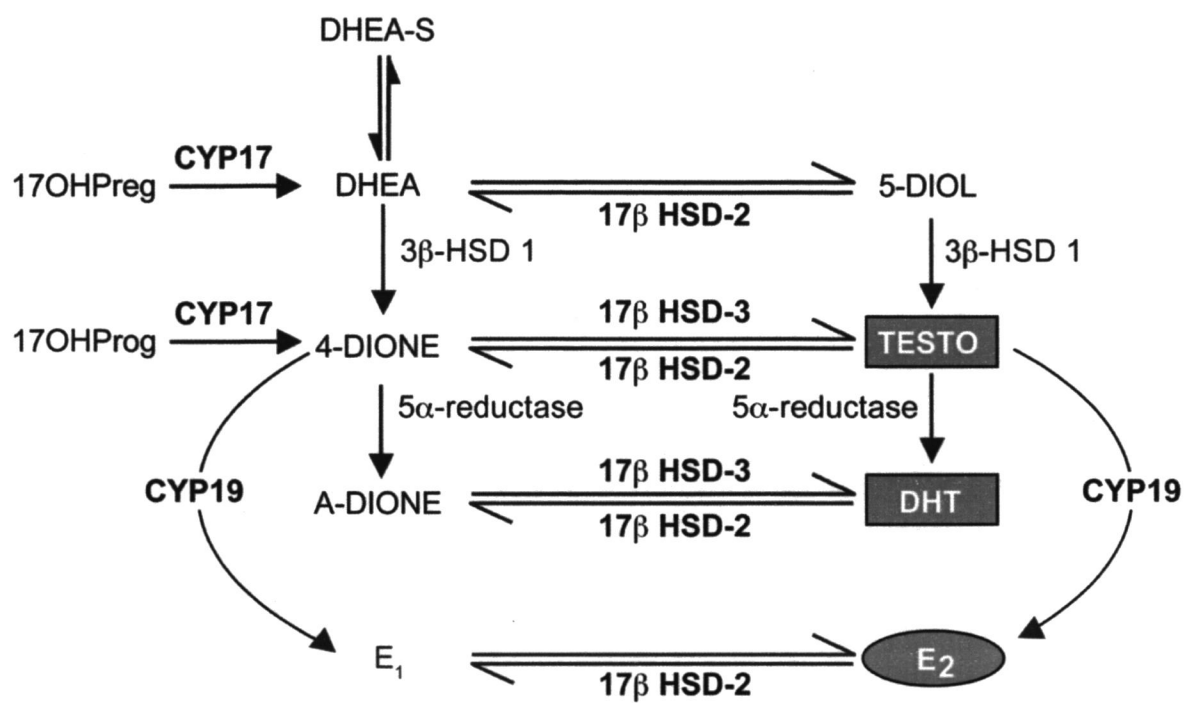 DHEA-S
CYP17
17OHPreg
DHEA
5-DIOL
17β HSD-2
3β-HSD 1
3β-HSD 1
CYP17
17β HSD-3
17OHProg
4-DIONE
TESTO
17β HSD-2
5α-reductase
5α-reductase
17β HSD-3
CYP19
CYP19
A-DIONE
DHT
17β HSD-2
E₁
E₂
17β HSD-2